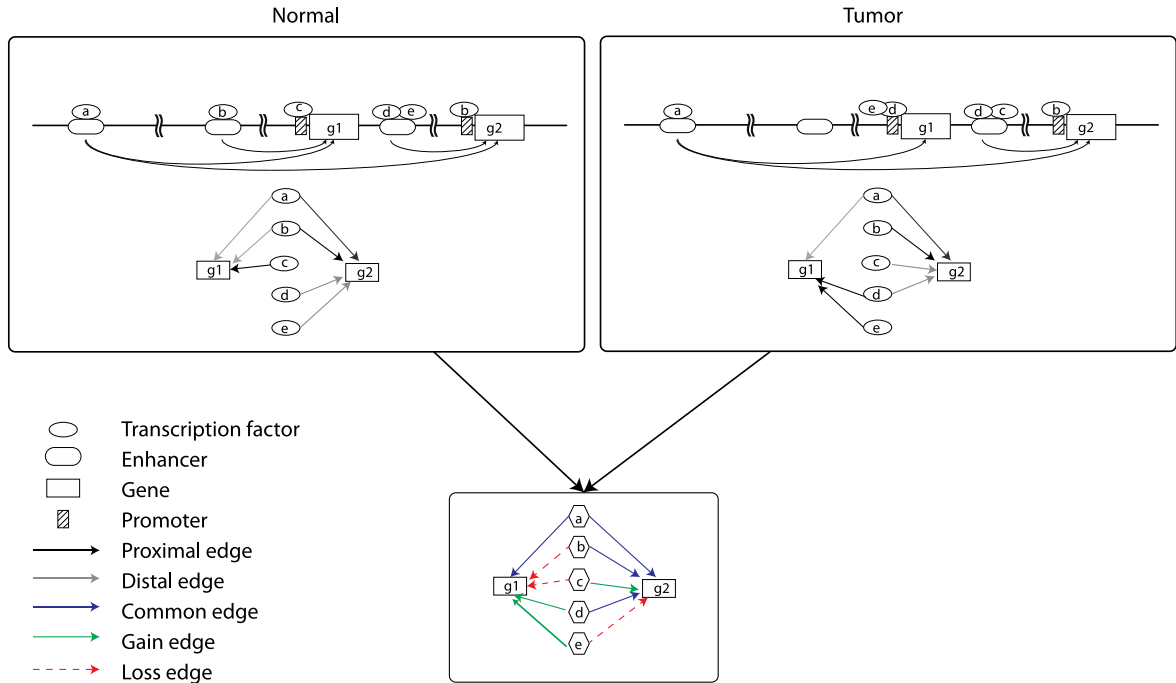 Normal
Tumor
a b c g1 d e b g2
a e d g1 d c b g2
a
b
g1 c g2
d
e
a
b
g1 c g2
d
e
Transcription factor
Enhancer
Gene
Promoter
Proximal edge
Distal edge
Common edge
Gain edge
Loss edge
a
b
g1 c g2
d
e